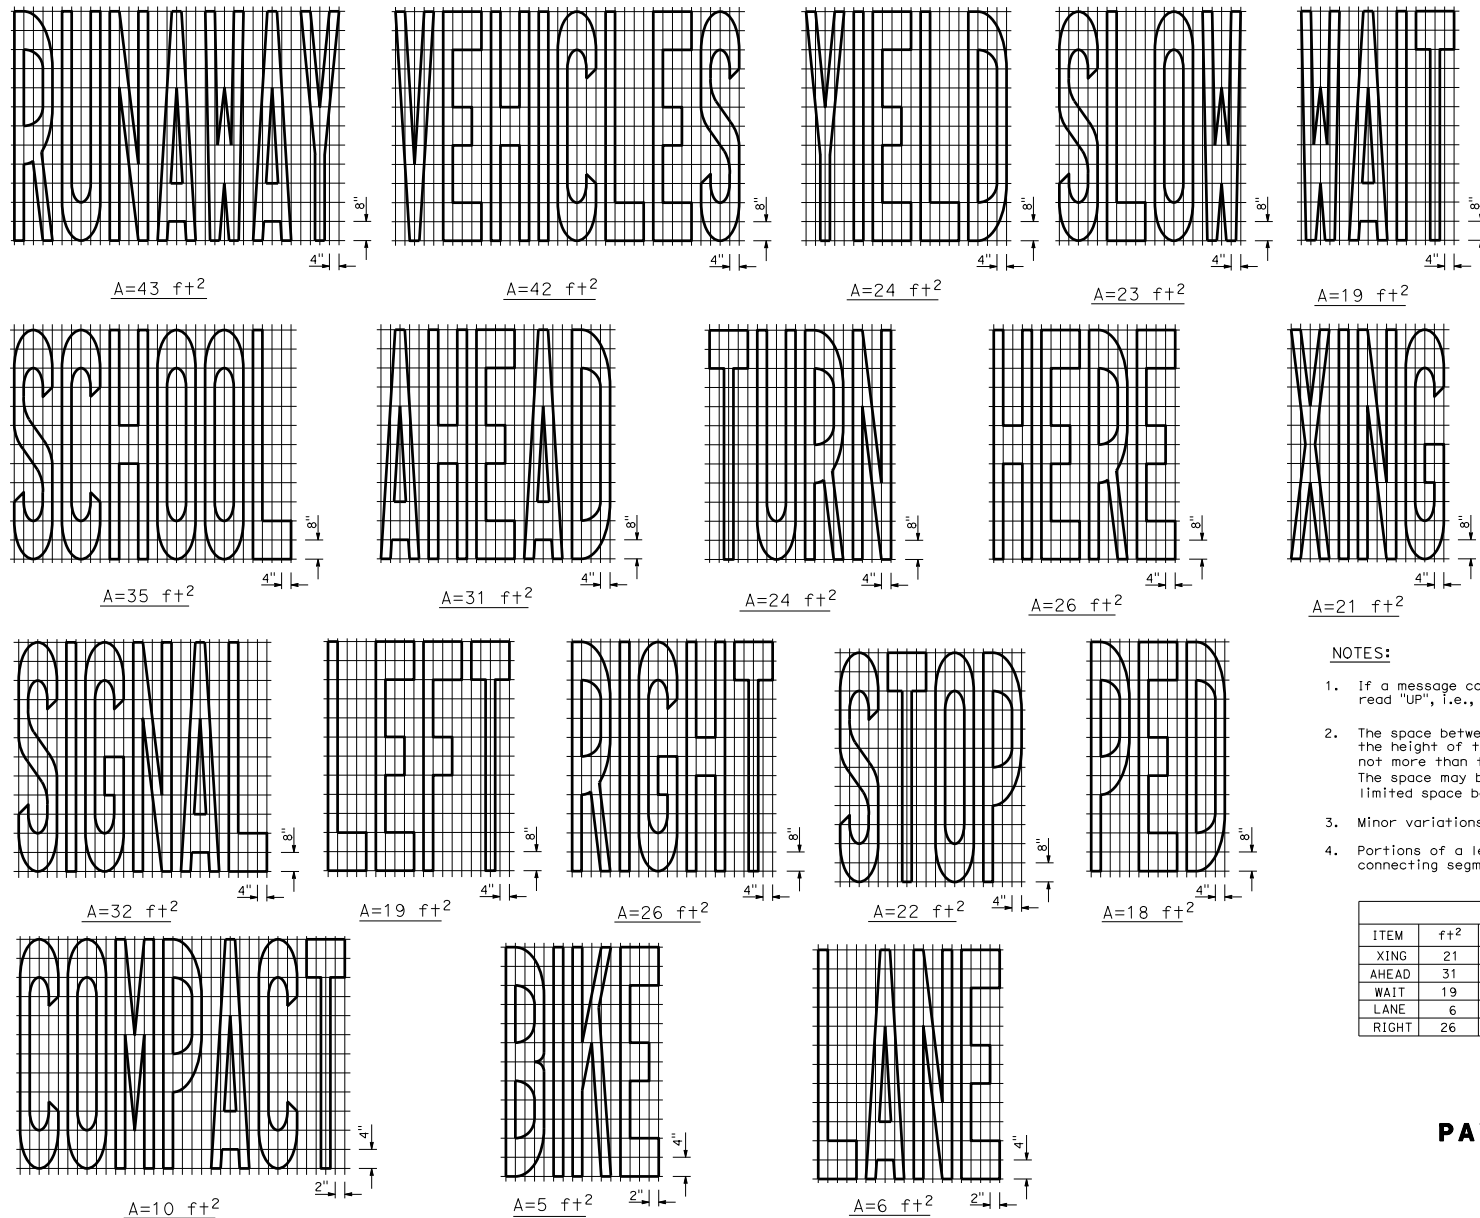 RUNAWAY VEHICLES YIELD SLOW WAIT
8" 8" 8" 8" 8"
4" 4" 4" 4" 4"
A=43 ft² A=42 ft² A=24 ft² A=23 ft² A=19 ft²
SCHOOL AHEAD TURN HERE XING
8" 8" 8" 8" 8"
4" 4" 4" 4" 4"
A=35 ft² A=31 ft² A=24 ft² A=26 ft² A=21 ft²
SIGNAL LEFT RIGHT STOP PED
8" 8" 8" 8" 8"
4" 4" 4" 4" 4"
A=32 ft² A=19 ft² A=26 ft² A=22 ft² A=18 ft²
COMPACT BIKE LANE
4" 4" 4"
2" 2" 2"
A=10 ft² A=5 ft² A=6 ft²
NOTES:
1. If a message co
read "UP", i.e.,
2. The space betwe
the height of t
not more than t
The space may b
limited space b
3. Minor variations
4. Portions of a le
connecting segm
ITEM ft²
XING 21
AHEAD 31
WAIT 19
LANE 6
RIGHT 26
PA